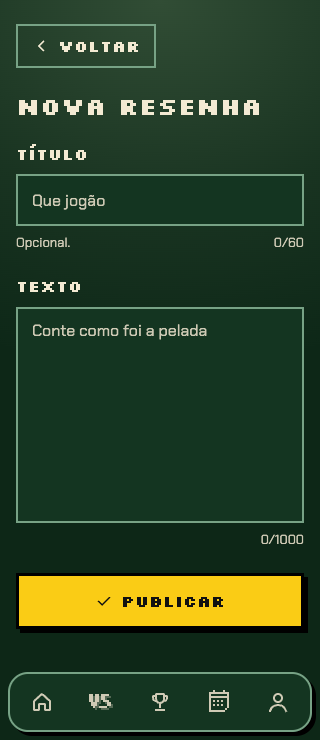 VOLTAR
NOVA RESENHA
TÍTULO
Que jogão
Opcional. 0/60
TEXTO
Conte como foi a pelada
0/1000
PUBLICAR
VS